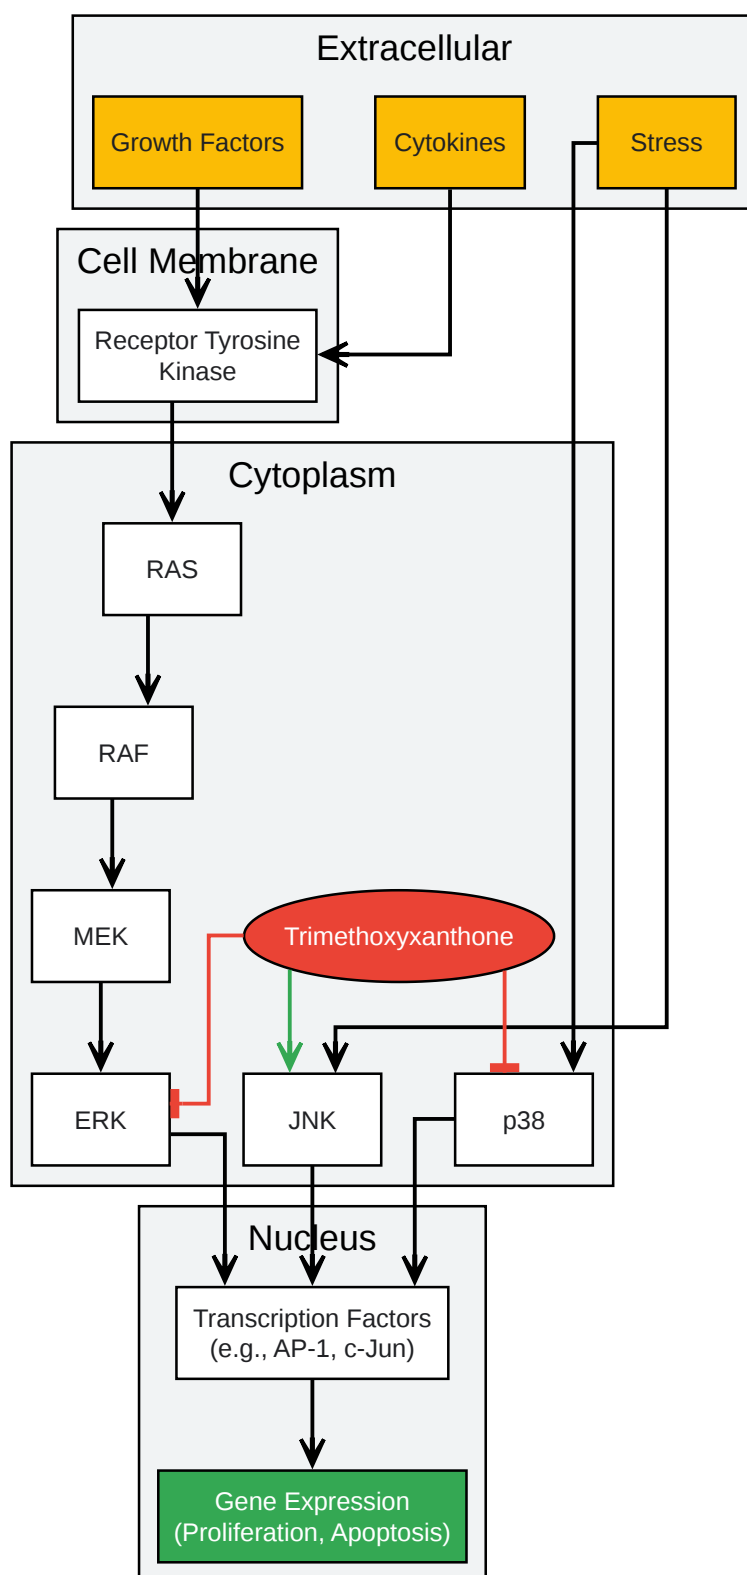 Extracellular
Growth Factors
Cytokines
Stress
Cell Membrane
Receptor Tyrosine
Kinase
Cytoplasm
RAS
RAF
MEK
Trimethoxyxanthone
ERK
JNK
p38
Nucleus
Transcription Factors
(e.g., AP-1, c-Jun)
Gene Expression
(Proliferation, Apoptosis)